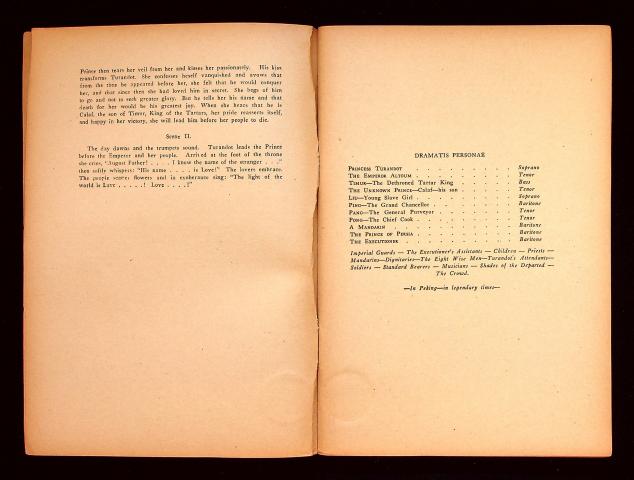 Prince then tears her veil from her and kisses her passionately. His kiss
transforms Turandot. She confesses herself vanquished and avows that
from the time he appeared before her, she felt that he would conquer
her, and that since then she had loved him in secret. She begs of him
to go and not to seek greater glory. But he tells her his name and that
death for her would be his greatest joy. When she hears that he is
Calaf, the son of Timur, King of the Tartars, her pride reasserts itself,
and happy in her victory, she will lead him before her people to die.
Scene II.
The day dawns and the trumpets sound. Turandot leads the Prince
before the Emperor and her people. Arrived at the foot of the throne
she cries, "August Father! . . . . I know the name of the stranger . . ."
then softly whispers: "His name . . . . is Love!" The lovers embrace.
The people scatter flowers and in exuberance sing: "The light of the
world is Love . . . . . ! Love . . . . !"
DRAMATIS PERSONAE
Princess Turandot . . . . . . . . . . Soprano
The Emperor Altoum . . . . . . . . . Tenor
Timur—The Dethroned Tartar King . . . . . . Bass
The Unknown Prince—Calaf—his son . . . . . . Tenor
Liu—Young Slave Girl . . . . . . . . . Soprano
Ping—The Grand Chancellor . . . . . . . Baritone
Pang—The General Purveyor . . . . . . . Tenor
Pong—The Chief Cook . . . . . . . . . Tenor
A Mandarin . . . . . . . . . . . Baritone
The Prince of Persia . . . . . . . . . Baritone
The Executioner . . . . . . . . . . Baritone
Imperial Guards — The Executioner's Assistants — Children — Priests —
Mandarins—Dignitaries—The Eight Wise Men—Turandot's Attendants—
Soldiers — Standard Bearers — Musicians — Shades of the Departed —
The Crowd.
—In Peking—in legendary times—